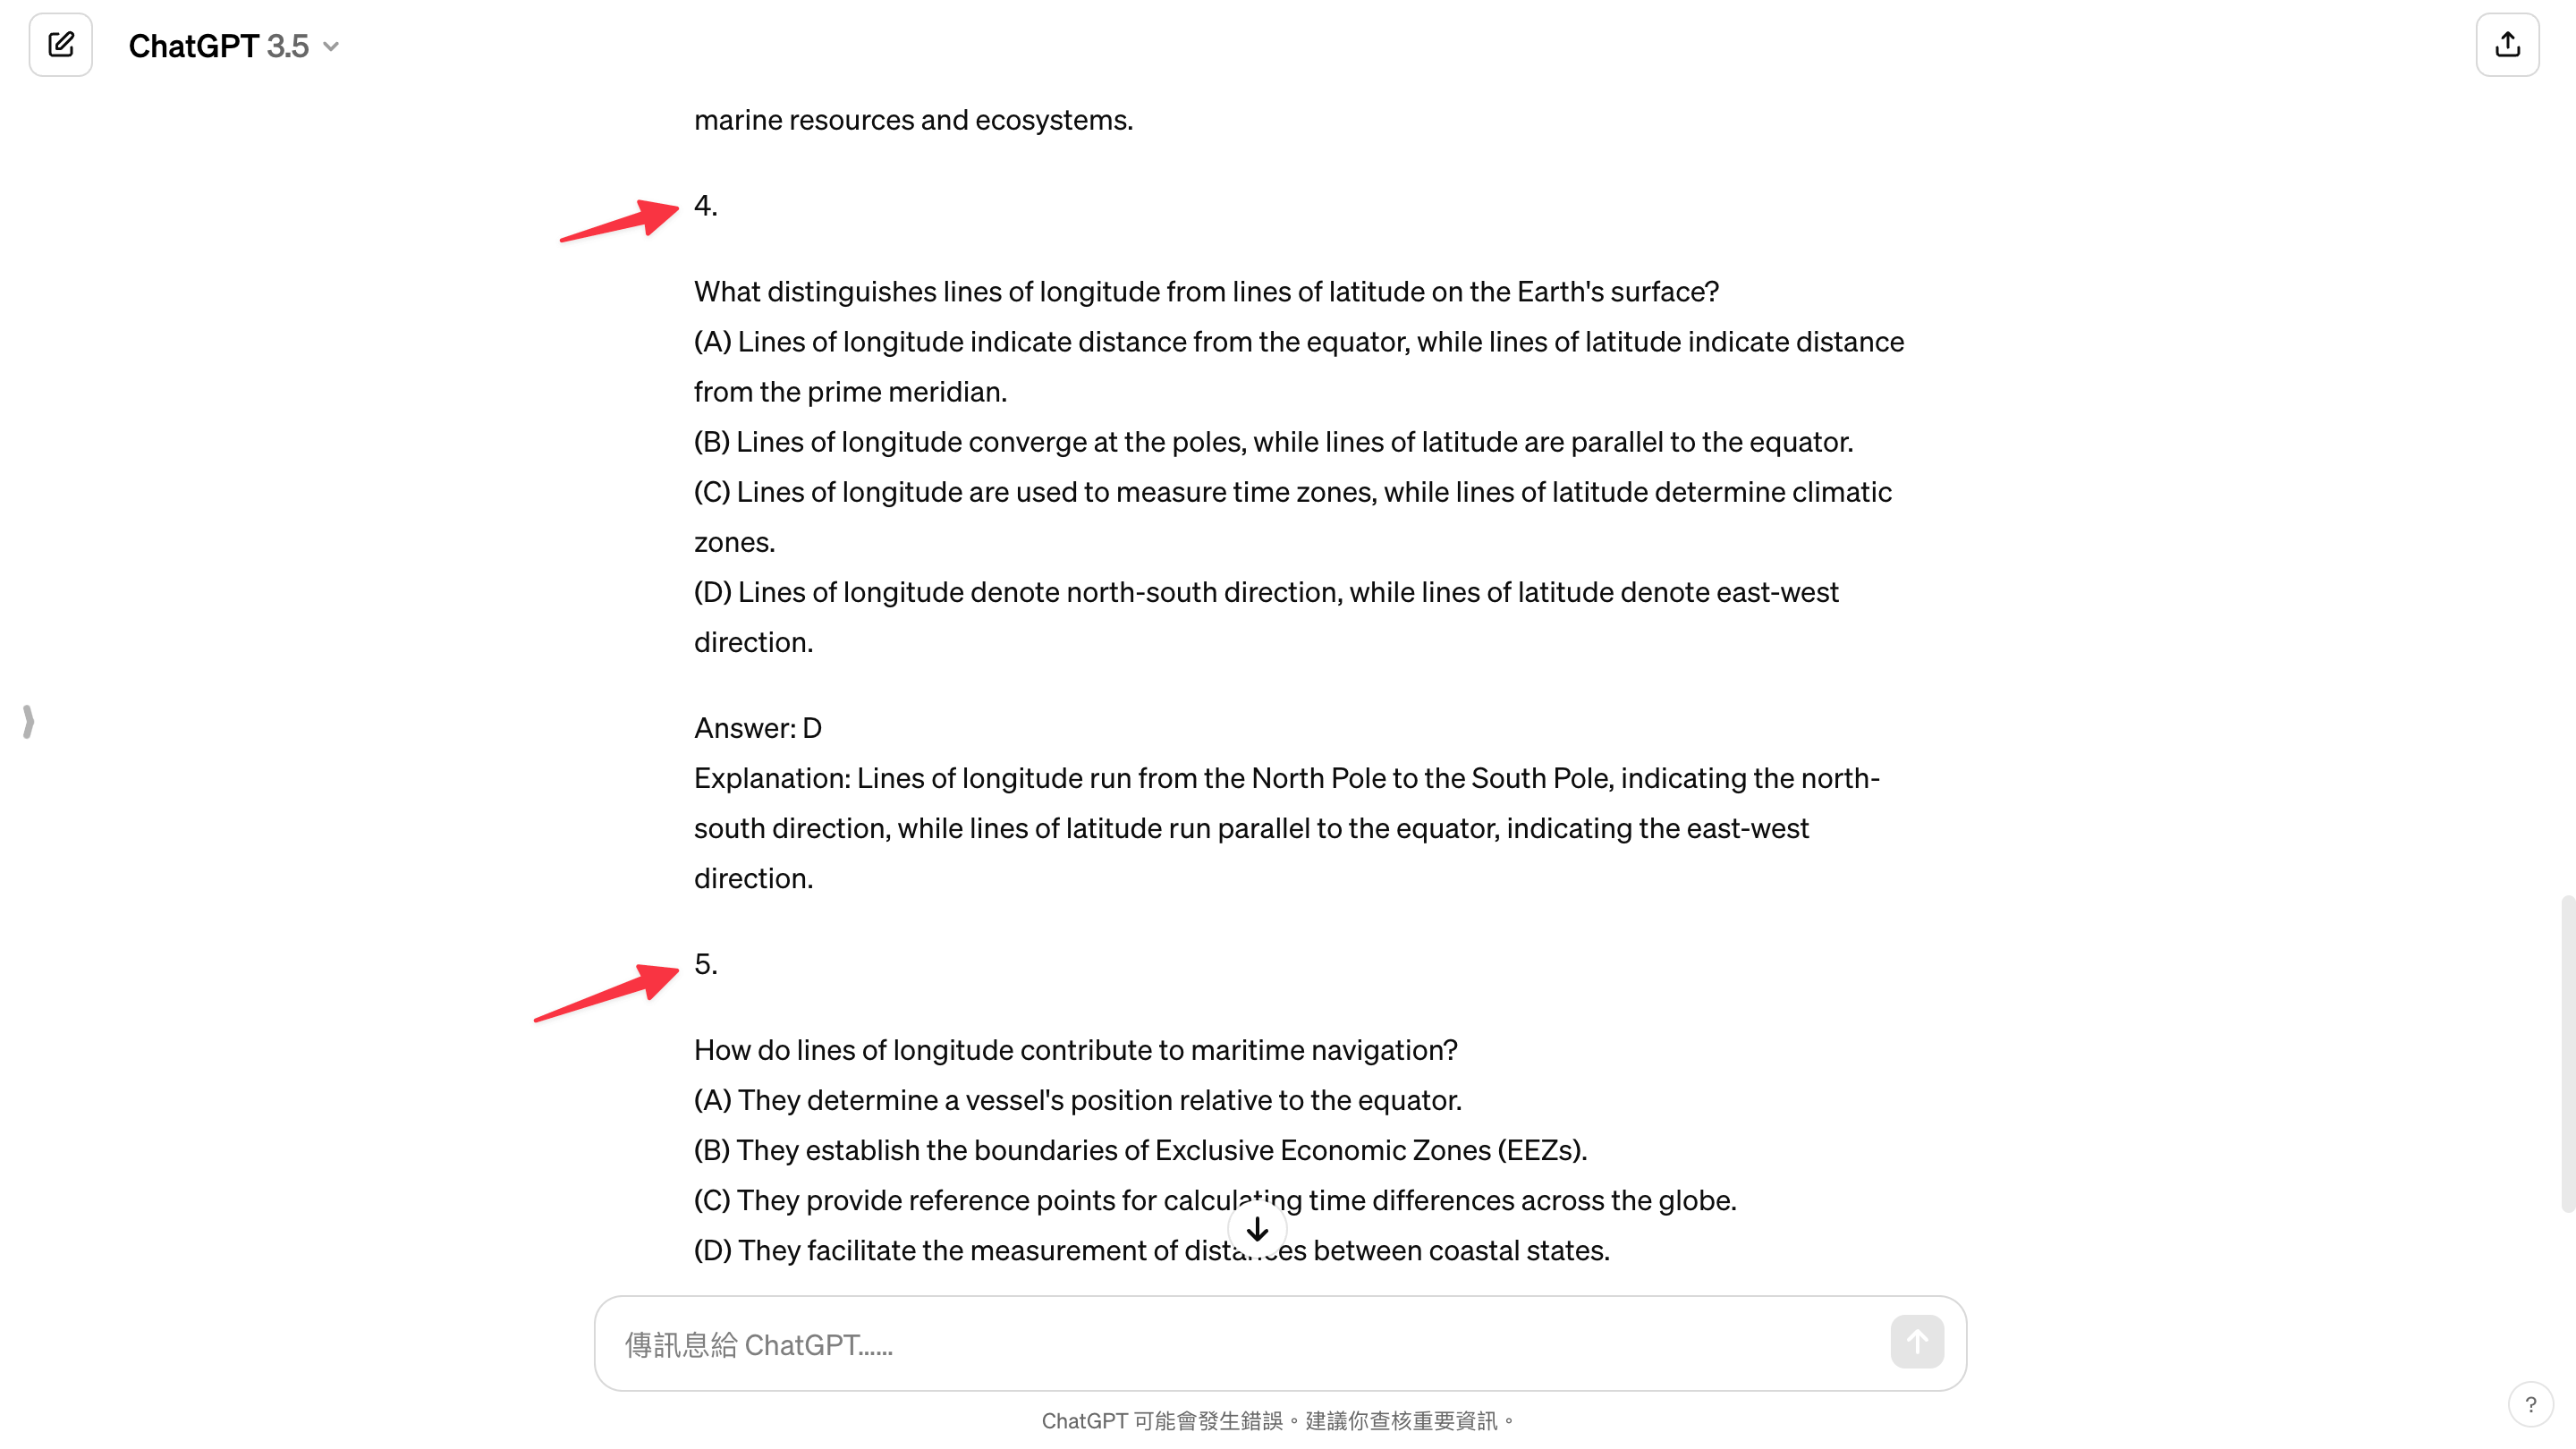 ChatGPT 3.5
marine resources and ecosystems.
4.
What distinguishes lines of longitude from lines of latitude on the Earth's surface?
(A) Lines of longitude indicate distance from the equator, while lines of latitude indicate distance
from the prime meridian.
(B) Lines of longitude converge at the poles, while lines of latitude are parallel to the equator.
(C) Lines of longitude are used to measure time zones, while lines of latitude determine climatic
zones.
(D) Lines of longitude denote north-south direction, while lines of latitude denote east-west
direction.
Answer: D
Explanation: Lines of longitude run from the North Pole to the South Pole, indicating the north-
south direction, while lines of latitude run parallel to the equator, indicating the east-west
direction.
5.
How do lines of longitude contribute to maritime navigation?
(A) They determine a vessel's position relative to the equator.
(B) They establish the boundaries of Exclusive Economic Zones (EEZs).
(C) They provide reference points for calculating time differences across the globe.
(D) They facilitate the measurement of distances between coastal states.
傳訊息給 ChatGPT......
ChatGPT 可能會發生錯誤。建議你查核重要資訊。
?